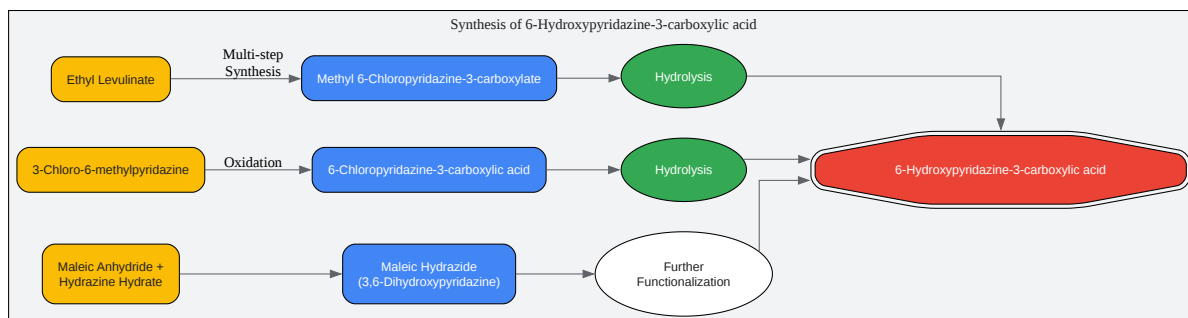 Synthesis of 6-Hydroxypyridazine-3-carboxylic acid
Multi-step
Synthesis
Ethyl Levulinate
Methyl 6-Chloropyridazine-3-carboxylate
Hydrolysis
3-Chloro-6-methylpyridazine
Oxidation
6-Chloropyridazine-3-carboxylic acid
Hydrolysis
6-Hydroxypyridazine-3-carboxylic acid
Maleic Anhydride +
Hydrazine Hydrate
Maleic Hydrazide
(3,6-Dihydroxypyridazine)
Further
Functionalization